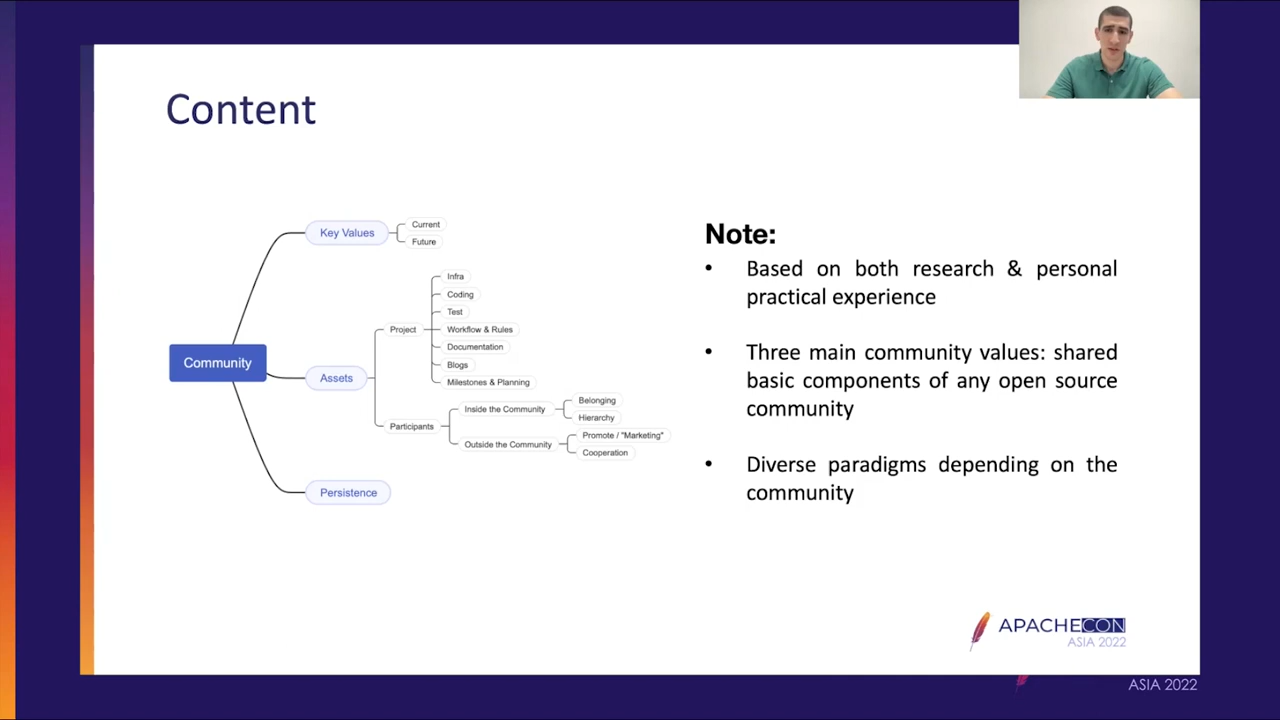 Content
Key Values
Current
Future
Community
Assets
Project
Infra
Coding
Test
Workflow & Rules
Documentation
Blogs
Milestones & Planning
Participants
Inside the Community
Belonging
Hierarchy
Outside the Community
Promote / "Marketing"
Cooperation
Persistence
Note:
• Based on both research & personal
practical experience
• Three main community values: shared
basic components of any open source
community
• Diverse paradigms depending on the
community
APACHECON
ASIA 2022
ASIA 2022